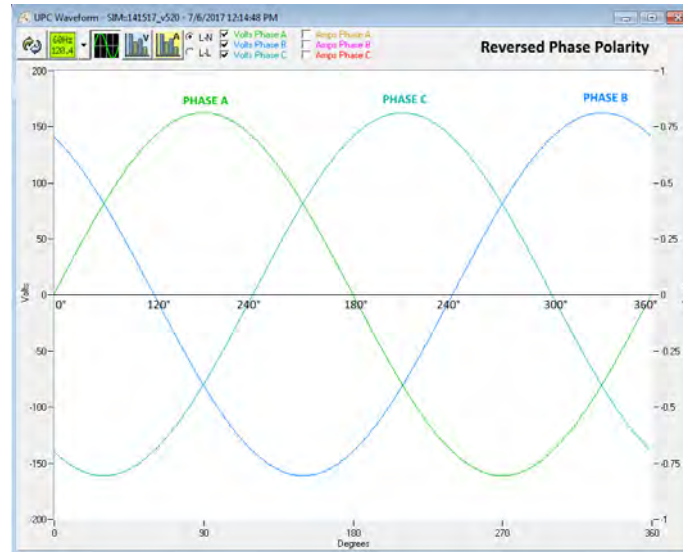 UPC Waveform - SIM=141517_v520 - 7/6/2017 12:14:48 PM
60Hz
120.4
V
A
L-N
L-L
Volts Phase A
Volts Phase B
Volts Phase C
Amps Phase A
Amps Phase B
Amps Phase C
Reversed Phase Polarity
PHASE A
PHASE C
PHASE B
200
150
100
50
0
-50
-100
-150
-200
Volts
1
0.75
0.5
0.25
0
-0.25
-0.5
-0.75
-1
0°
120°
240°
180°
240°
300°
360°
0
90
180
270
360
Degrees